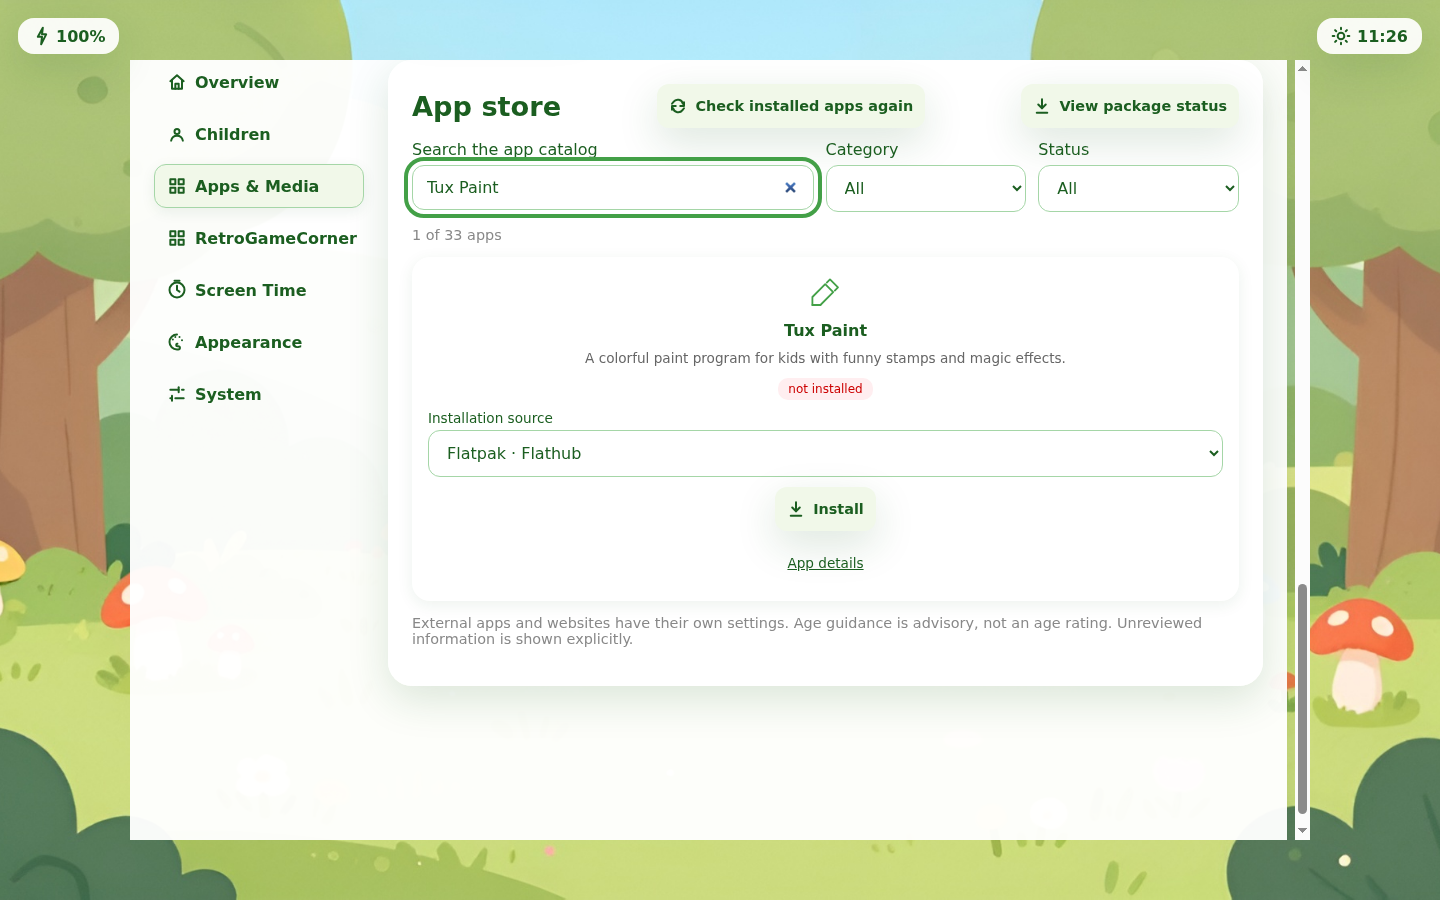 100%
11:26
Overview
Children
Apps & Media
RetroGameCorner
Screen Time
Appearance
System
App store
Check installed apps again
View package status
Search the app catalog
Category
Status
Tux Paint
All
All
1 of 33 apps
Tux Paint
A colorful paint program for kids with funny stamps and magic effects.
not installed
Installation source
Flatpak · Flathub
Install
App details
External apps and websites have their own settings. Age guidance is advisory, not an age rating. Unreviewed
information is shown explicitly.